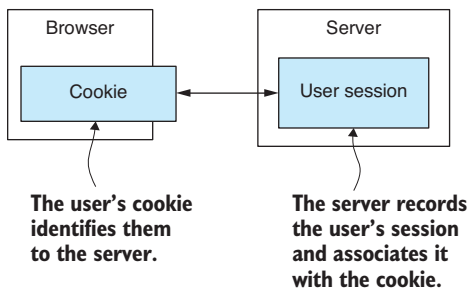 Browser
Server
Cookie
User session
The user's cookie
identifies them
to the server.
The server records
the user's session
and associates it
with the cookie.